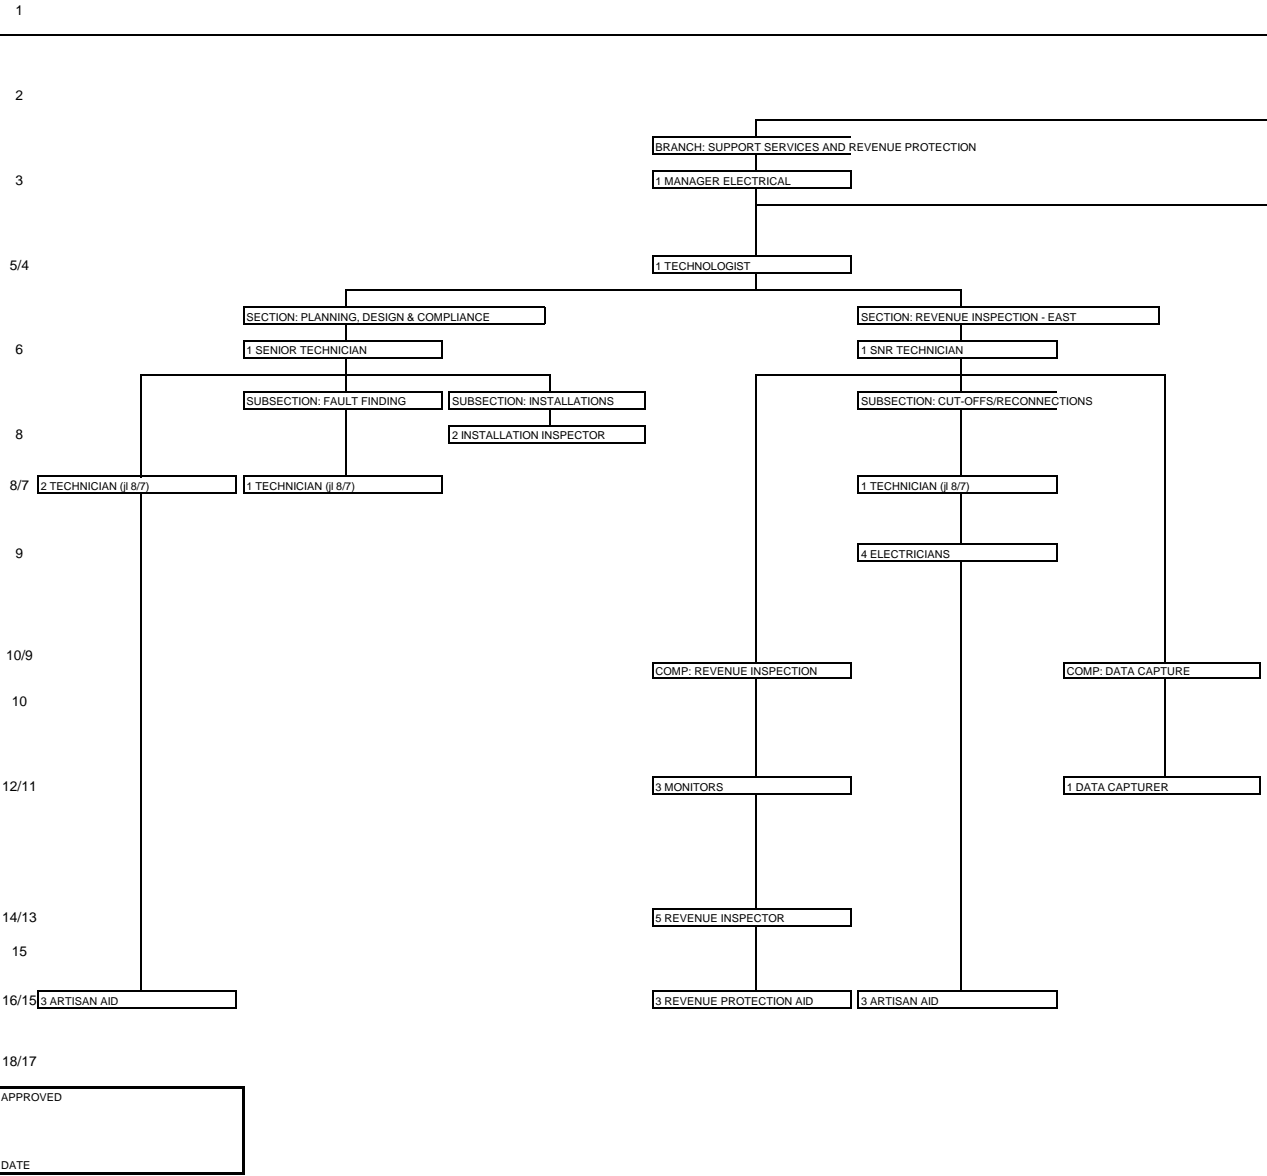 1
2
BRANCH: SUPPORT SERVICES AND REVENUE PROTECTION
3
1 MANAGER ELECTRICAL
5/4
1 TECHNOLOGIST
SECTION: PLANNING, DESIGN & COMPLIANCE
SECTION: REVENUE INSPECTION - EAST
6
1 SENIOR TECHNICIAN
1 SNR TECHNICIAN
SUBSECTION: FAULT FINDING
SUBSECTION: INSTALLATIONS
SUBSECTION: CUT-OFFS/RECONNECTIONS
8
2 INSTALLATION INSPECTOR
8/7
2 TECHNICIAN (jl 8/7)
1 TECHNICIAN (jl 8/7)
1 TECHNICIAN (jl 8/7)
9
4 ELECTRICIANS
10/9
COMP: REVENUE INSPECTION
COMP: DATA CAPTURE
10
12/11
3 MONITORS
1 DATA CAPTURER
14/13
5 REVENUE INSPECTOR
15
16/15
3 ARTISAN AID
3 REVENUE PROTECTION AID
3 ARTISAN AID
18/17
APPROVED
DATE